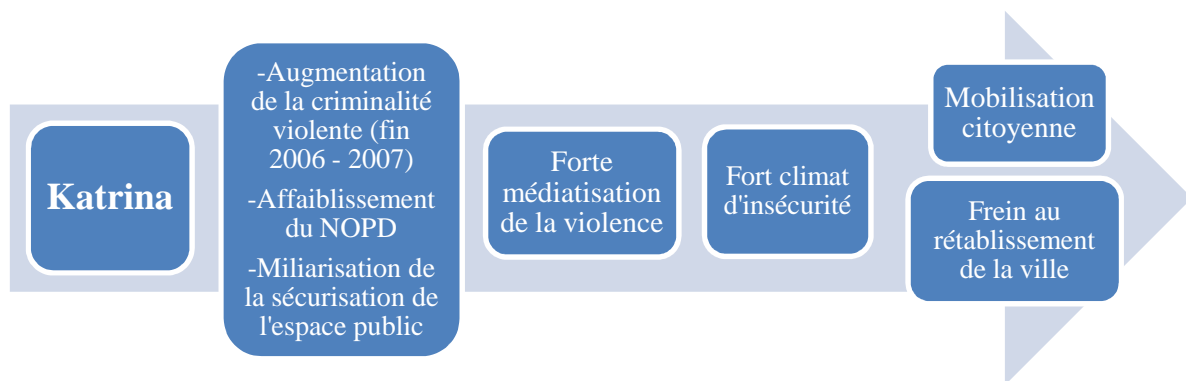 Katrina
-Augmentation
de la criminalité
violente (fin
2006 - 2007)
-Affaiblissement
du NOPD
-Miliarisation de
la sécurisation de
l'espace public
Forte
médiatisation
de la violence
Fort climat
d'insécurité
Mobilisation
citoyenne
Frein au
rétablissement
de la ville